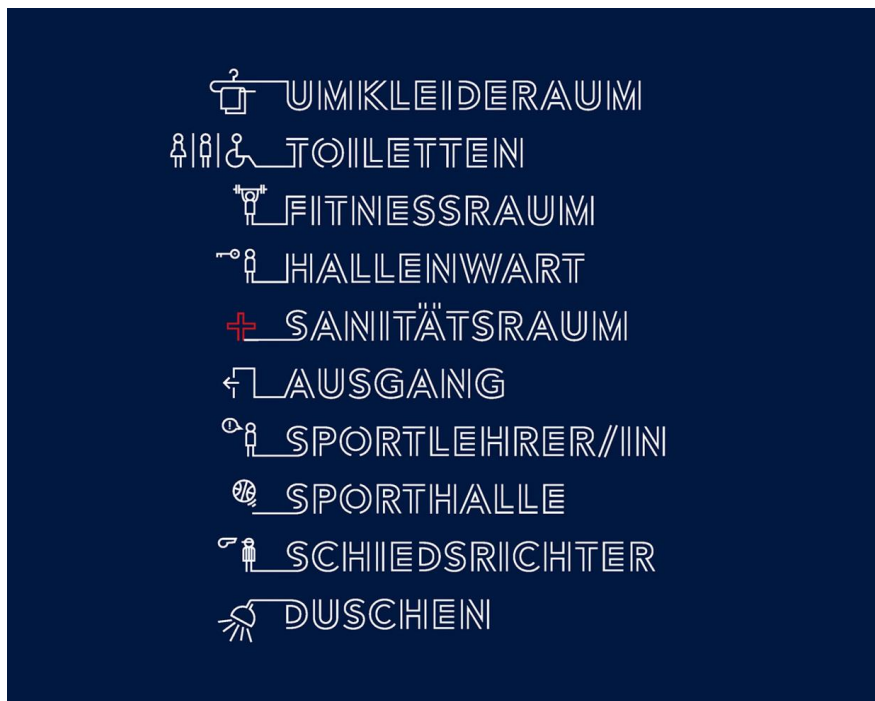 UMKLEIDERAUM
TOILETTEN
FITNESSRAUM
HALLENWART
SANITÄTSRAUM
AUSGANG
SPORTLEHRER/IN
SPORTHALLE
SCHIEDSRICHTER
DUSCHEN